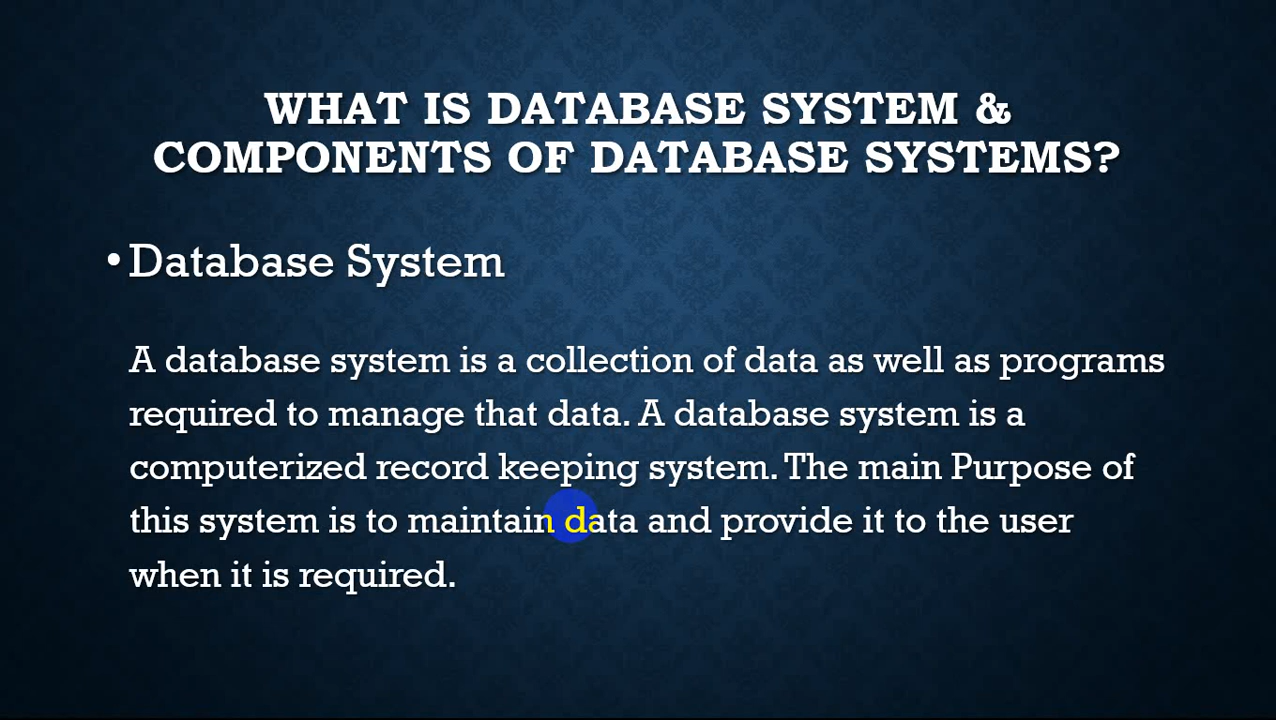 WHAT IS DATABASE SYSTEM &
COMPONENTS OF DATABASE SYSTEMS?
•Database System
A database system is a collection of data as well as programs
required to manage that data. A database system is a
computerized record keeping system. The main Purpose of
this system is to maintain data and provide it to the user
when it is required.